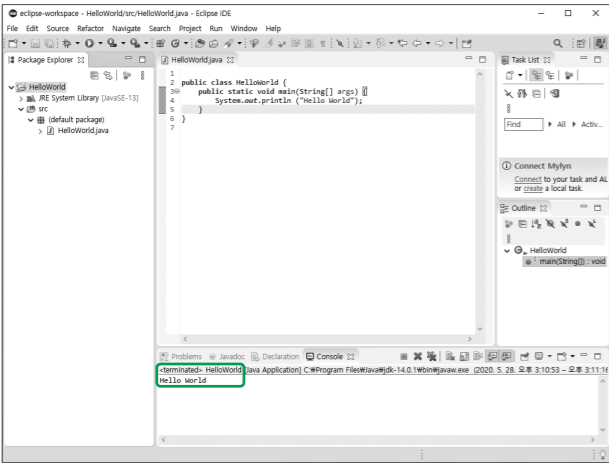 eclipse-workspace - HelloWorld/src/HelloWorld.java - Eclipse IDE
File Edit Source Refactor Navigate Search Project Run Window Help
Package Explorer
HelloWorld
JRE System Library [JavaSE-13]
src
(default package)
HelloWorld.java
HelloWorld.java
1
2 public class HelloWorld {
3 public static void main(String[] args) {
4 System.out.println ("Hello World");
5 }
6 }
7
Task List
Find All Activ...
Connect Mylyn
Connect to your task and AL
or create a local task.
Outline
HelloWorld
main(String[]) : void
Problems @ Javadoc Declaration Console
<terminated> HelloWorld [Java Application] C:₩Program Files₩Java₩jdk-14.0.1₩bin₩javaw.exe (2020. 5. 28. 오후 3:10:53 – 오후 3:11:16
Hello World